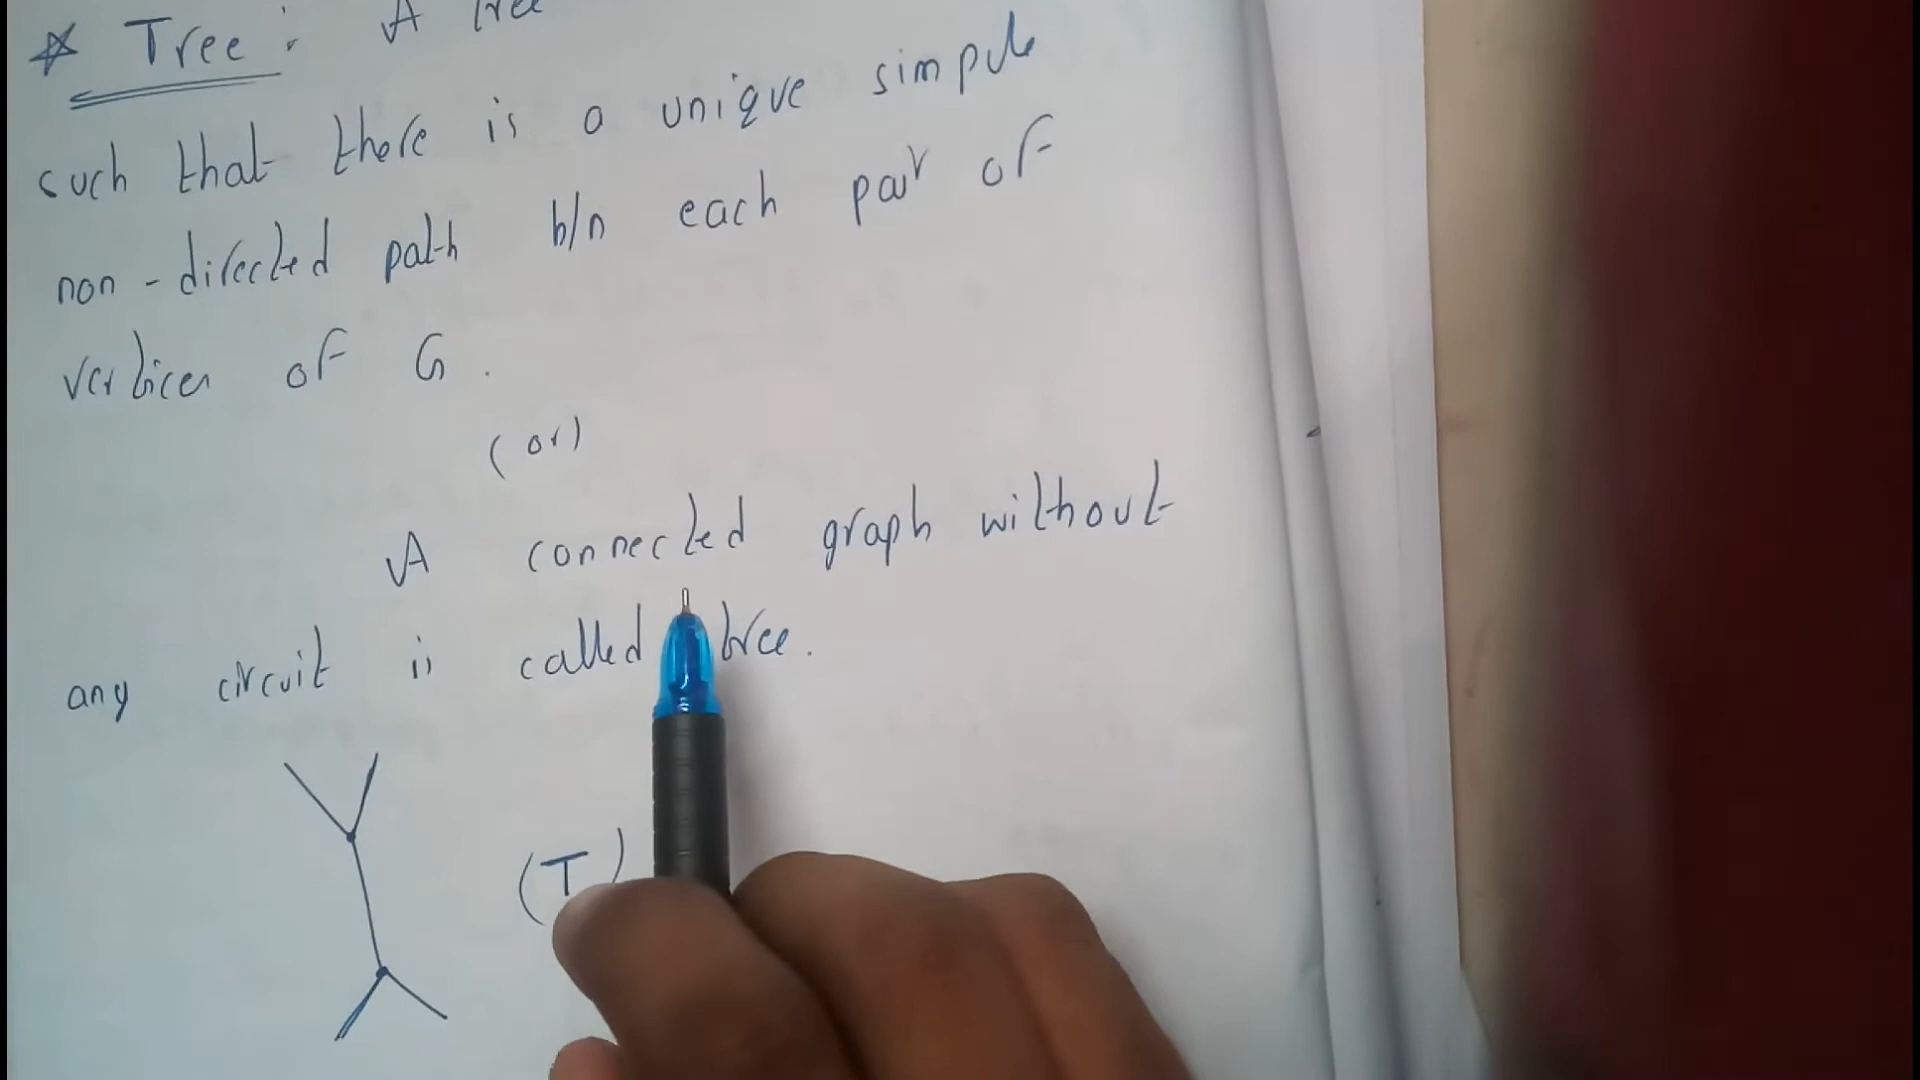 * Tree : A tree
such that there is a unique simple
non-directed path b/n each pair of
vertices of G.
(or)
A connected graph without
any circuit is called tree.
(T)